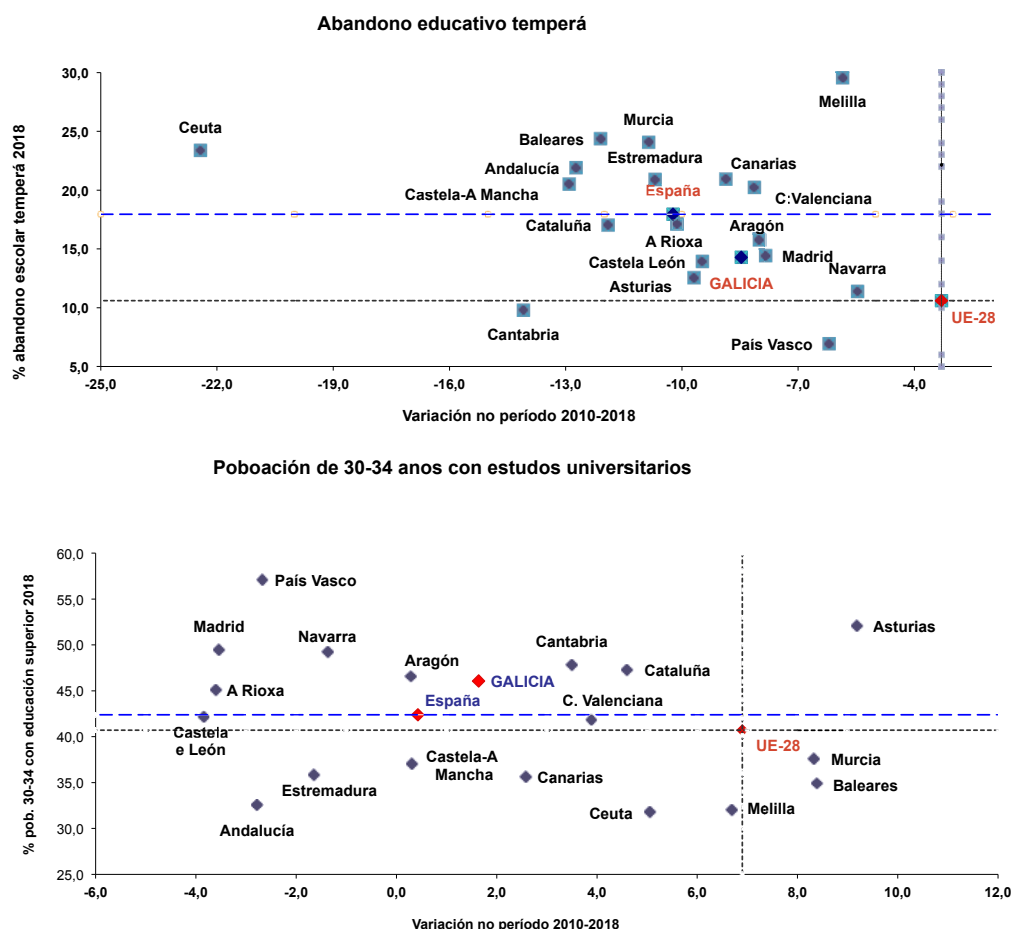 Abandono educativo temperá
% abandono escolar temperá 2018
30,0
25,0
20,0
15,0
10,0
5,0
Ceuta
Melilla
Murcia
Baleares
Estremadura
Canarias
Andalucía
España
Castela-A Mancha
C:Valenciana
Cataluña
Aragón
A Rioxa
Madrid
Castela León
Navarra
Asturias
GALICIA
UE-28
Cantabria
País Vasco
-25,0
-22,0
-19,0
-16,0
-13,0
-10,0
-7,0
-4,0
Variación no período 2010-2018
Poboación de 30-34 anos con estudos universitarios
% pob. 30-34 con educación superior 2018
60,0
55,0
50,0
45,0
40,0
35,0
30,0
25,0
País Vasco
Madrid
Navarra
Cantabria
Asturias
Aragón
Cataluña
GALICIA
A Rioxa
España
C. Valenciana
Castela
e León
UE-28
Castela-A
Mancha
Murcia
Canarias
Baleares
Estremadura
Andalucía
Ceuta
Melilla
-6,0
-4,0
-2,0
0,0
2,0
4,0
6,0
8,0
10,0
12,0
Variación no período 2010-2018